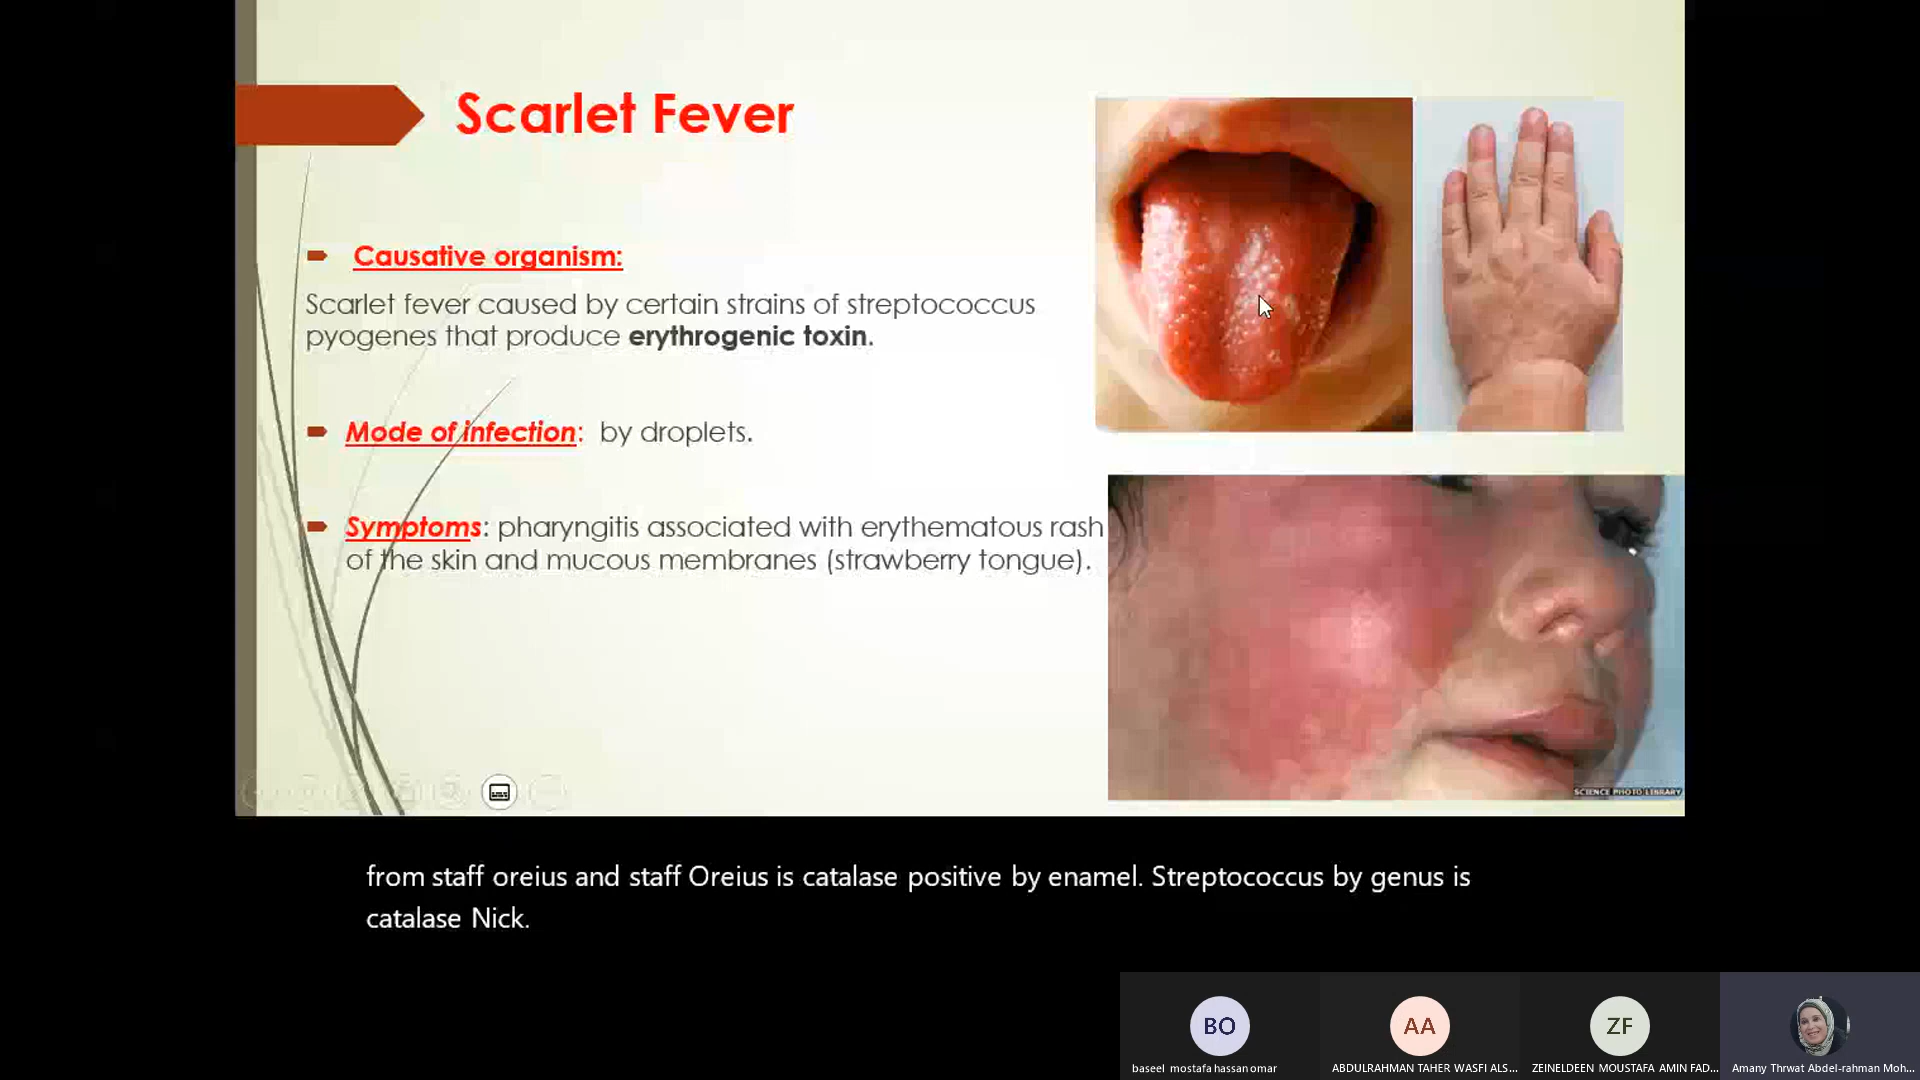 Scarlet Fever
Causative organism:
Scarlet fever caused by certain strains of streptococcus
pyogenes that produce erythrogenic toxin.
Mode of infection: by droplets.
Symptoms: pharyngitis associated with erythematous rash
of the skin and mucous membranes (strawberry tongue).
SCIENCE PHOTO LIBRARY
from staff oreius and staff Oreius is catalase positive by enamel. Streptococcus by genus is
catalase Nick.
BO
AA
ZF
baseel mostafa hassan omar
ABDULRAHMAN TAHER WASFI ALS...
ZEINELDEEN MOUSTAFA AMIN FAD...
Amany Thrwat Abdel-rahman Moh...